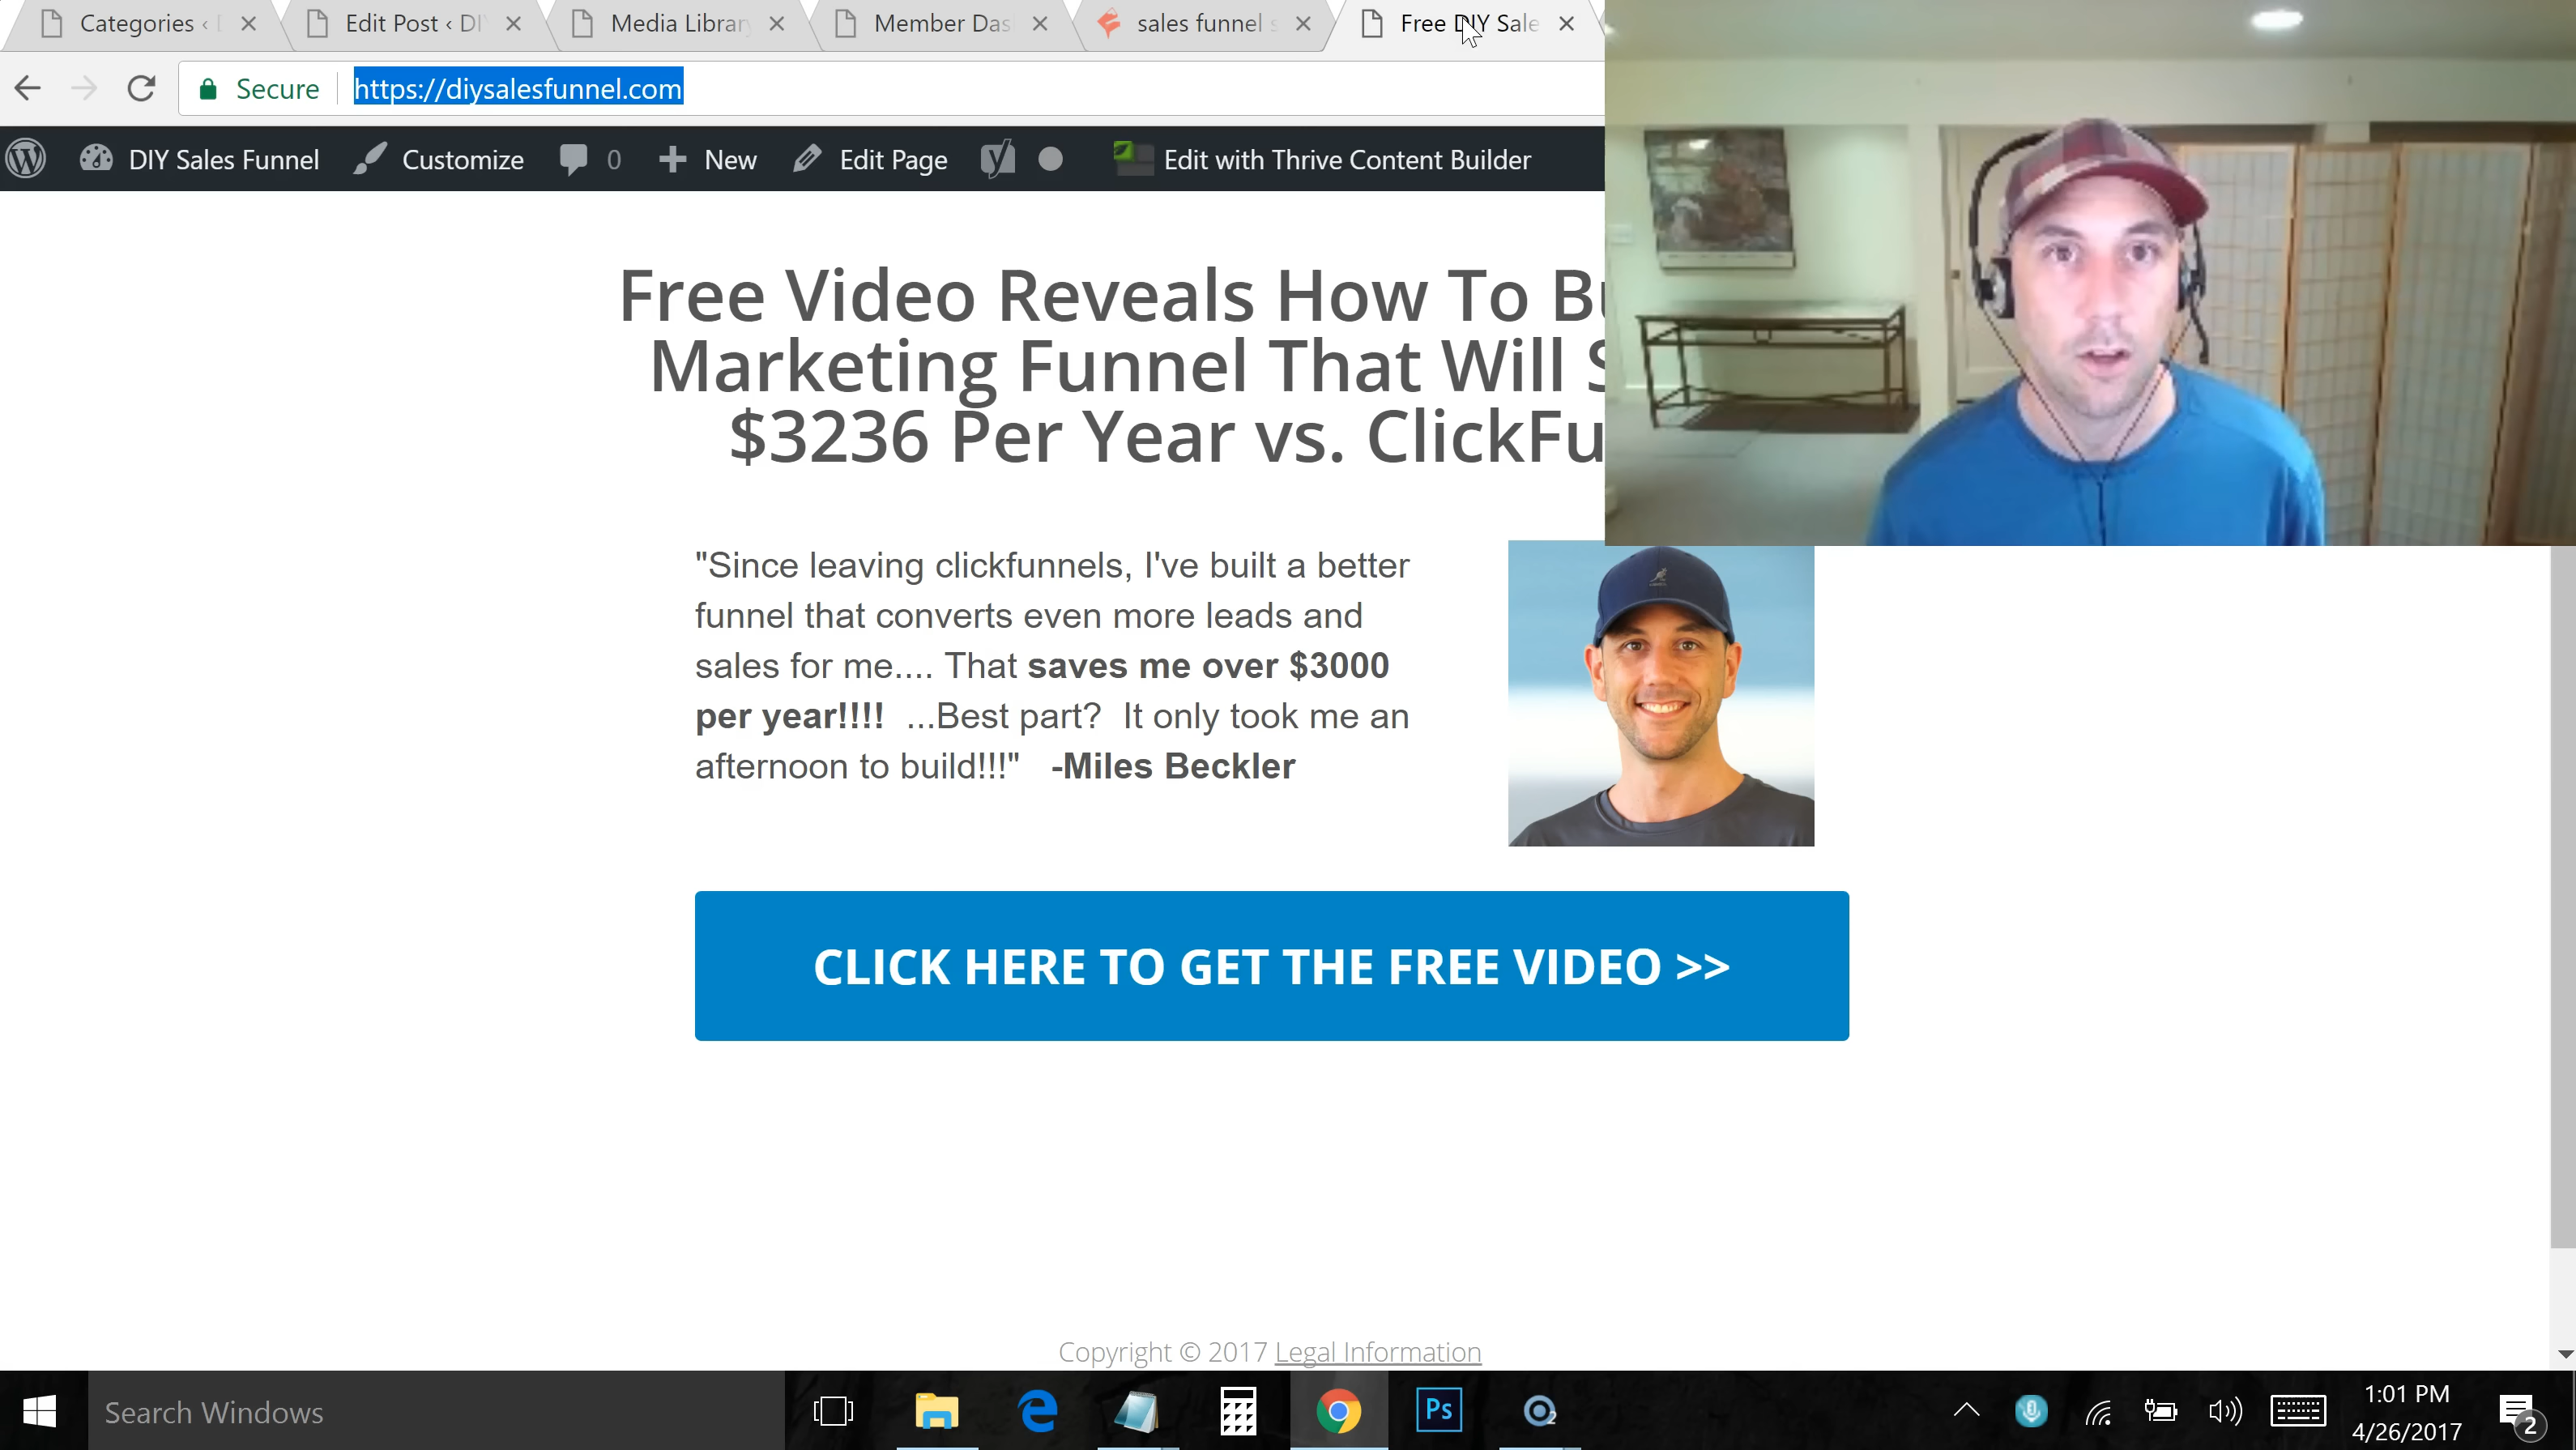 Categories ‹
Edit Post ‹ DI
Media Library
Member Das
sales funnel s
Free DIY Sale
Secure
https://diysalesfunnel.com
DIY Sales Funnel
Customize
0
New
Edit Page
Edit with Thrive Content Builder
Free Video Reveals How To Bu
Marketing Funnel That Will S
$3236 Per Year vs. ClickFu
"Since leaving clickfunnels, I've built a better
funnel that converts even more leads and
sales for me.... That saves me over $3000
per year!!!! ...Best part? It only took me an
afternoon to build!!!" -Miles Beckler
CLICK HERE TO GET THE FREE VIDEO >>
Copyright © 2017 Legal Information
Search Windows
Ps
2
1:01 PM
4/26/2017
2